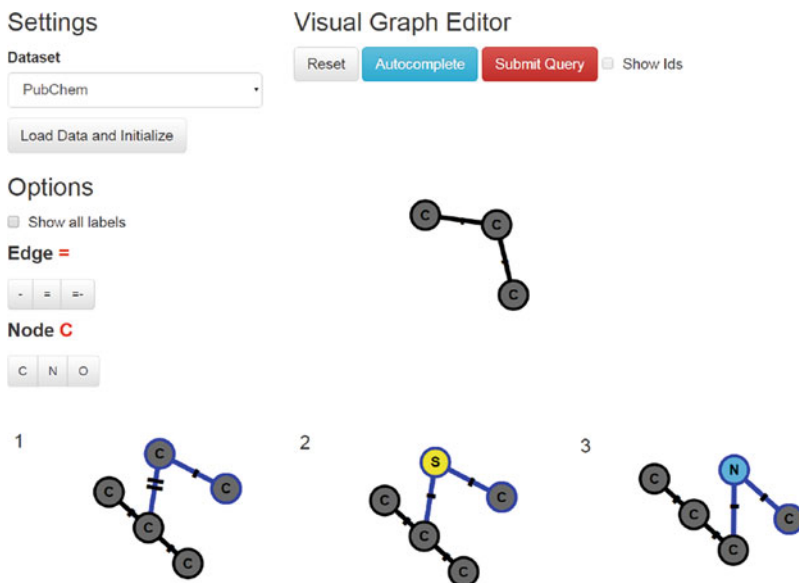 Settings
Visual Graph Editor
Dataset
Reset Autocomplete Submit Query Show Ids
PubChem
Load Data and Initialize
Options
Show all labels
Edge =
- = =-
Node C
C N O
C C
C
1 2 3
C S N
C C C C C C
C C C
C C